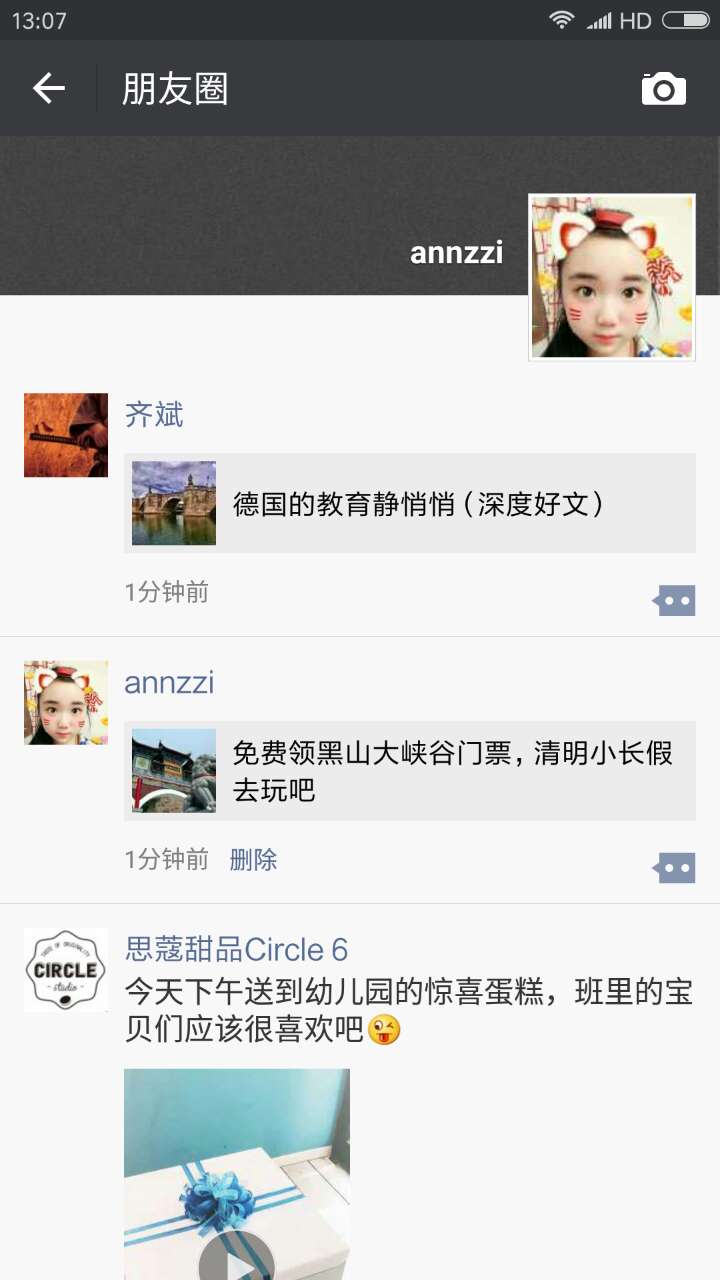 13:07
HD
朋友圈
annzzi
齐斌
德国的教育静悄悄（深度好文）
1分钟前
annzzi
免费领黑山大峡谷门票，清明小长假
去玩吧
1分钟前 删除
思蔻甜品Circle 6
CIRCLE
studio
今天下午送到幼儿园的惊喜蛋糕，班里的宝
贝们应该很喜欢吧😜